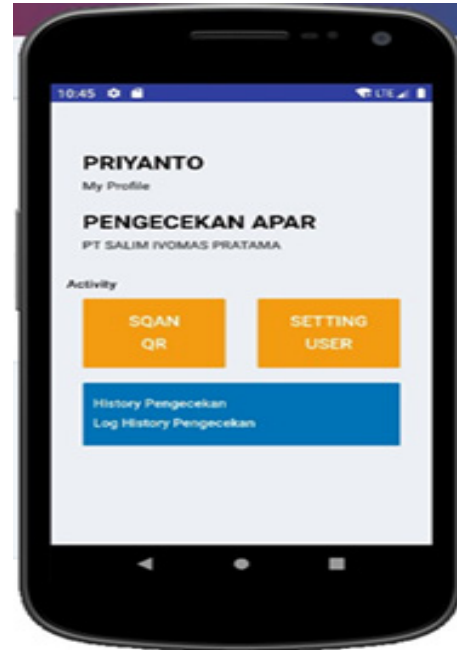 10:45 LTE
PRIYANTO
My Profile
PENGECEKAN APAR
PT SALIM IVOMAS PRATAMA
Activity
SQAN
QR
SETTING
USER
History Pengecekan
Log History Pengecekan